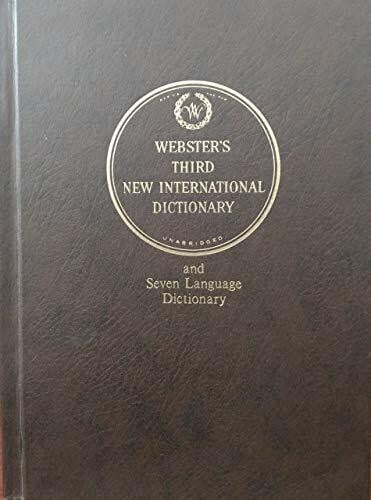 W
WEBSTER'S
THIRD
NEW INTERNATIONAL
DICTIONARY
UNABRIDGED
and
Seven Language
Dictionary